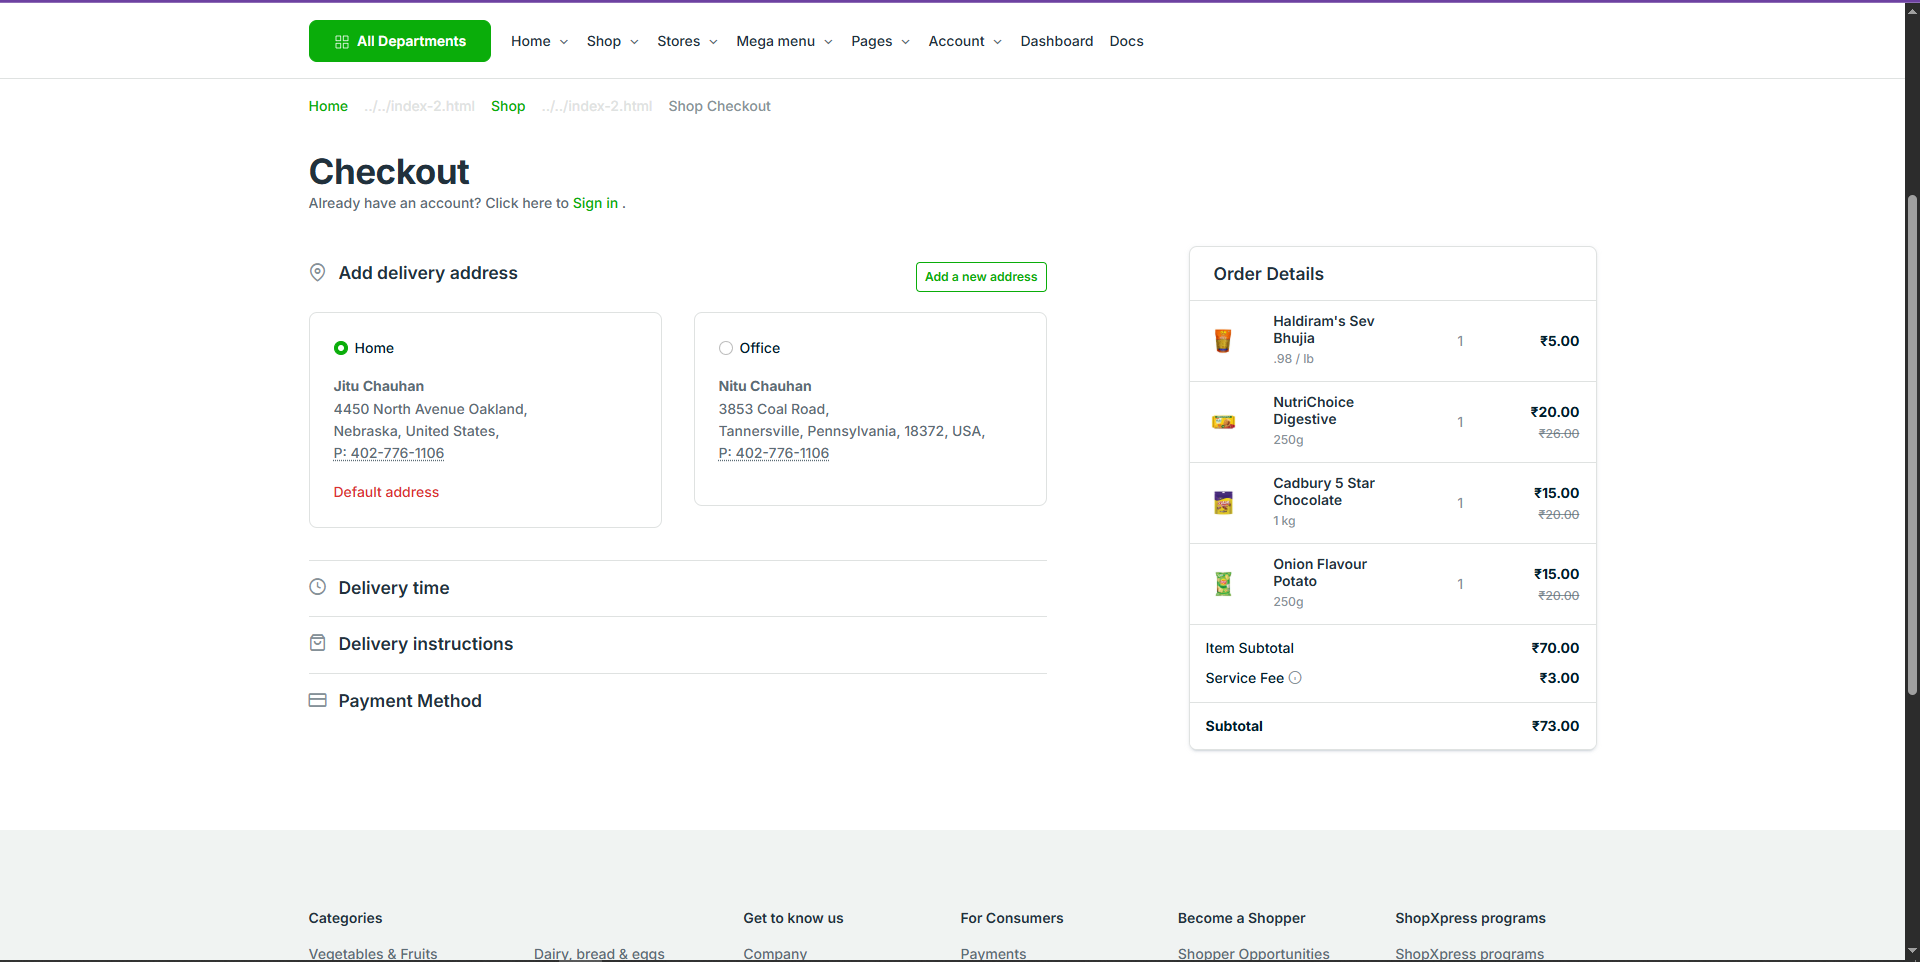 All Departments
Home
Shop
Stores
Mega menu
Pages
Account
Dashboard
Docs
Home ../../index-2.html Shop ../../index-2.html Shop Checkout
Checkout
Already have an account? Click here to Sign in .
Add delivery address
Add a new address
Home
Jitu Chauhan
4450 North Avenue Oakland,
Nebraska, United States,
P: 402-776-1106
Default address
Office
Nitu Chauhan
3853 Coal Road,
Tannersville, Pennsylvania, 18372, USA,
P: 402-776-1106
Delivery time
Delivery instructions
Payment Method
Order Details
Haldiram's Sev
Bhujia
.98 / lb
1
₹5.00
NutriChoice
Digestive
250g
1
₹20.00
₹26.00
Cadbury 5 Star
Chocolate
1 kg
1
₹15.00
₹20.00
Onion Flavour
Potato
250g
1
₹15.00
₹20.00
Item Subtotal ₹70.00
Service Fee ₹3.00
Subtotal ₹73.00
Categories
Vegetables & Fruits
Dairy, bread & eggs
Get to know us
Company
For Consumers
Payments
Become a Shopper
Shopper Opportunities
ShopXpress programs
ShopXpress programs